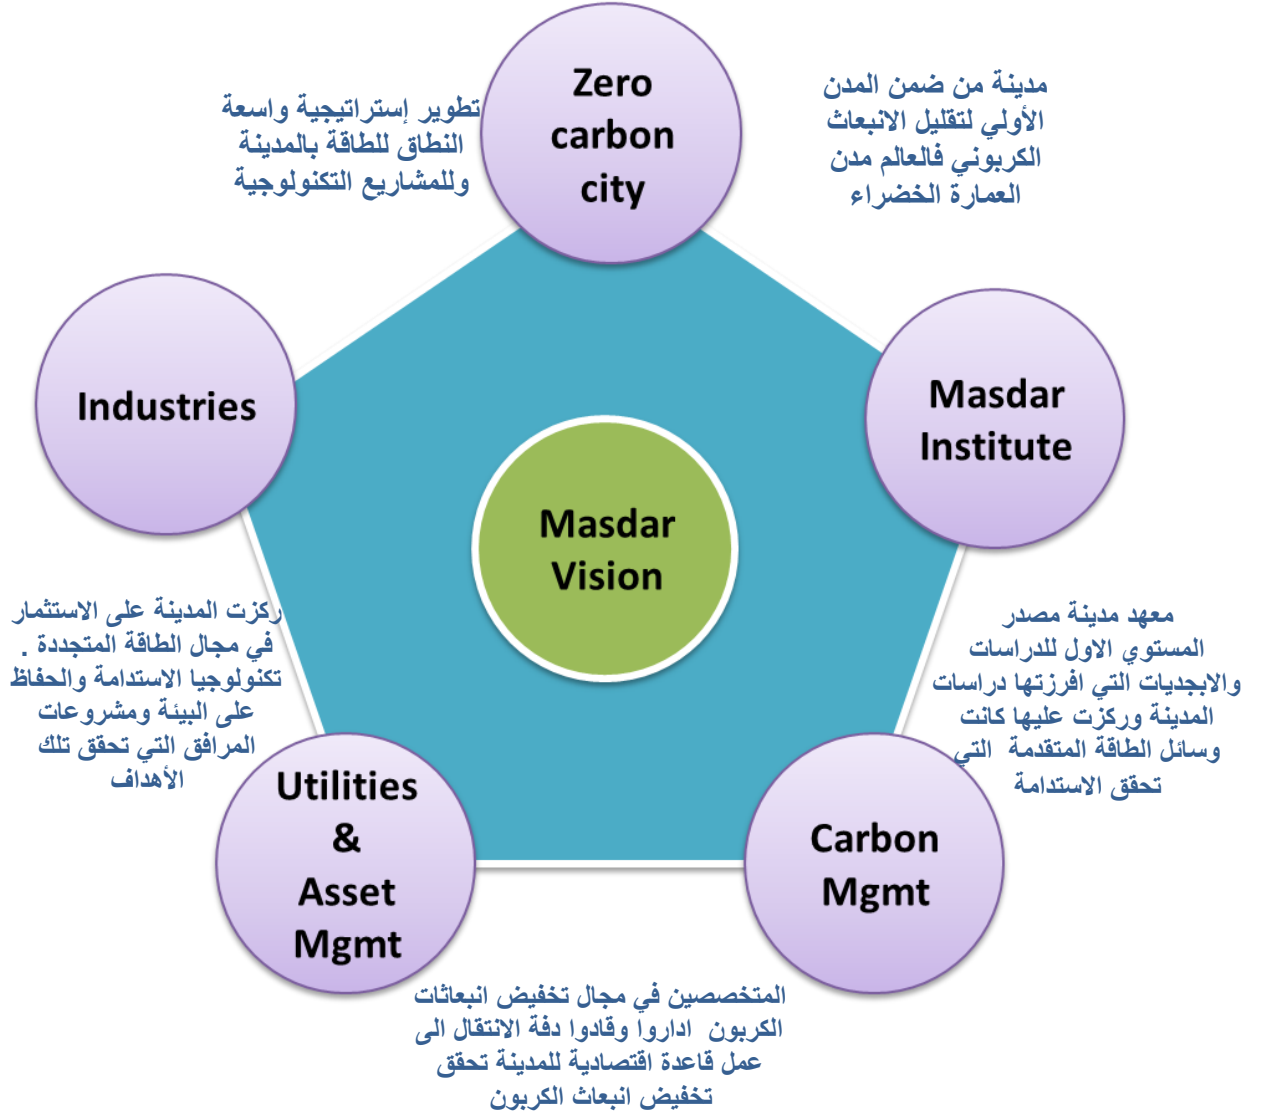 Zero
carbon
city
تطوير إستراتيجية واسعة
النطاق للطاقة بالمدينة
وللمشاريع التكنولوجية
مدينة من ضمن المدن
الأولي لتقليل الانبعاث
الكربوني فالعالم مدن
العمارة الخضراء
Industries
Masdar
Institute
Masdar
Vision
ركزت المدينة على الاستثمار
في مجال الطاقة المتجددة .
تكنولوجيا الاستدامة والحفاظ
على البيئة ومشروعات
المرافق التي تحقق تلك
الأهداف
معهد مدينة مصدر
المستوي الاول للدراسات
والابجديات التي افرزتها دراسات
المدينة وركزت عليها كانت
وسائل الطاقة المتقدمة التي
تحقق الاستدامة
Utilities
&
Asset
Mgmt
Carbon
Mgmt
المتخصصين في مجال تخفيض انبعاثات
الكربون اداروا وقادوا دفة الانتقال الى
عمل قاعدة اقتصادية للمدينة تحقق
تخفيض انبعاث الكربون